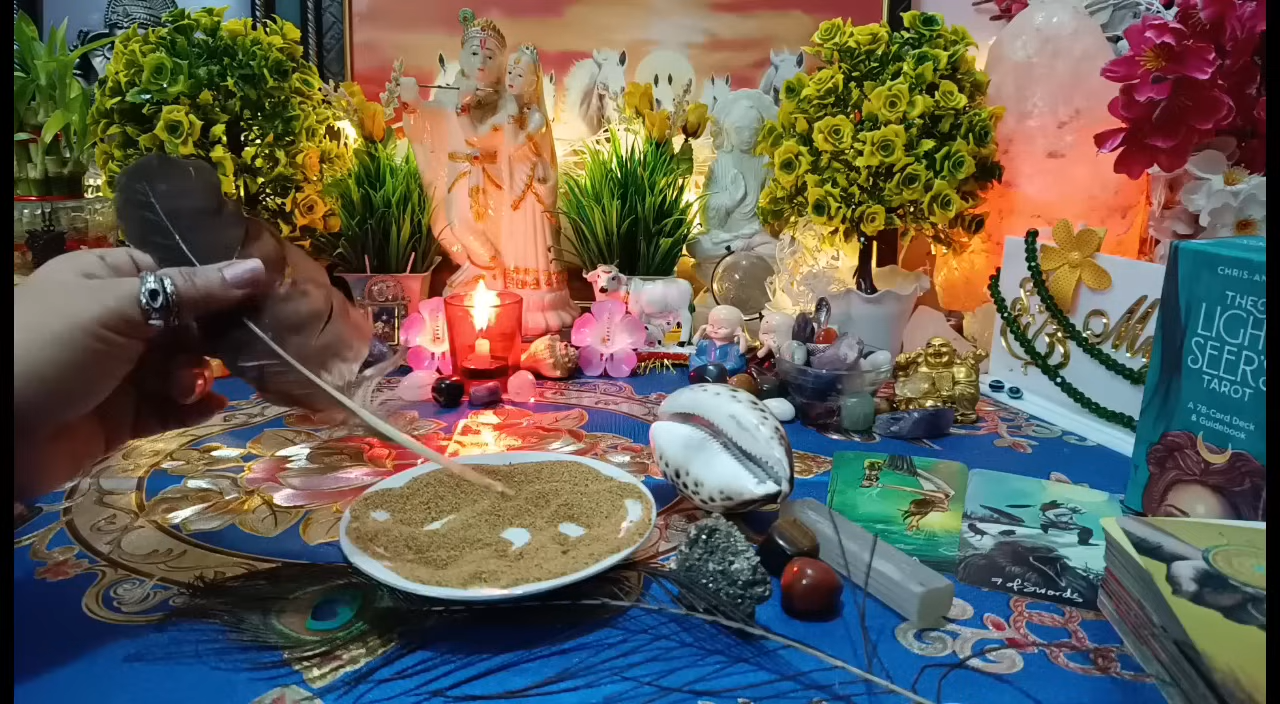 CHRIS-AN
THE
LIGHT
SEER'S
TAROT
A 78-Card Deck
& Guidebook
7 of Swords